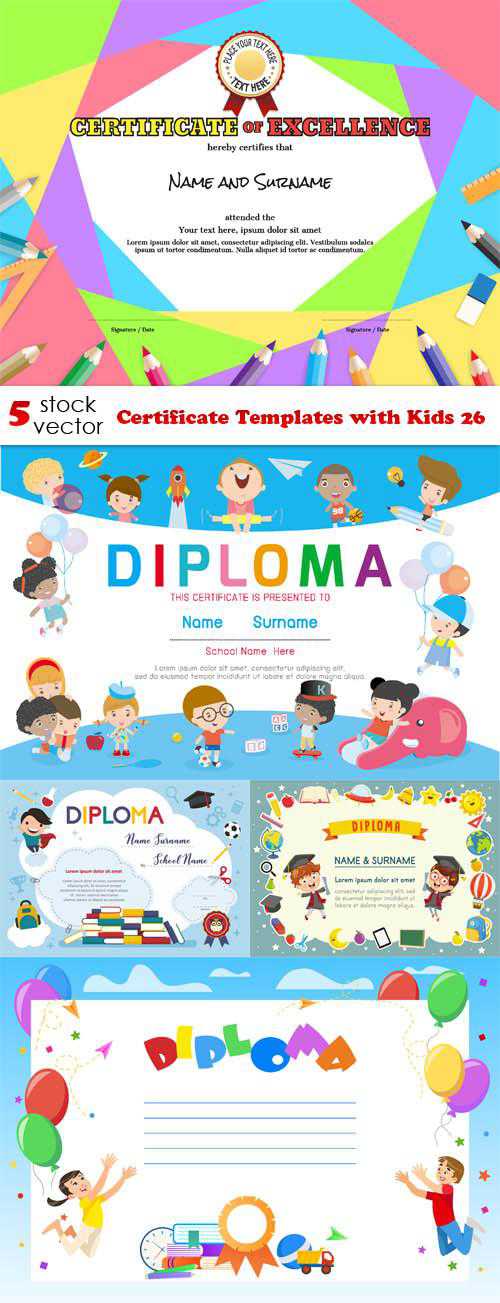 PLACE YOUR TEXT HERE
TEXT HERE
CERTIFICATE OF EXCELLENCE
hereby certifies that
Name and Surname
attended the
Your text here, ipsum dolor sit amet
Lorem ipsum dolor sit amet, consectetur adipiscing elit. Vestibulum sodales
ipsum ut tortor condimentum. Nulla aliquet id tortor ac condimentum.
Signature / Date
Signature / Date
5 stock
vector
Certificate Templates with Kids 26
DIPLOMA
THIS CERTIFICATE IS PRESENTED TO
Name Surname
School Name Here
Lorem ipsum dolor sit amet, consectetur adipiscing elit,
sed do eiusmod tempor incididunt ut labore et dolore magna aliqua.
K
A
B C
DIPLOMA
Name Surname
School Name
Lorem ipsum dolor sit amet
DIPLOMA
NAME & SURNAME
Lorem ipsum dolor sit amet
DIPLOMA